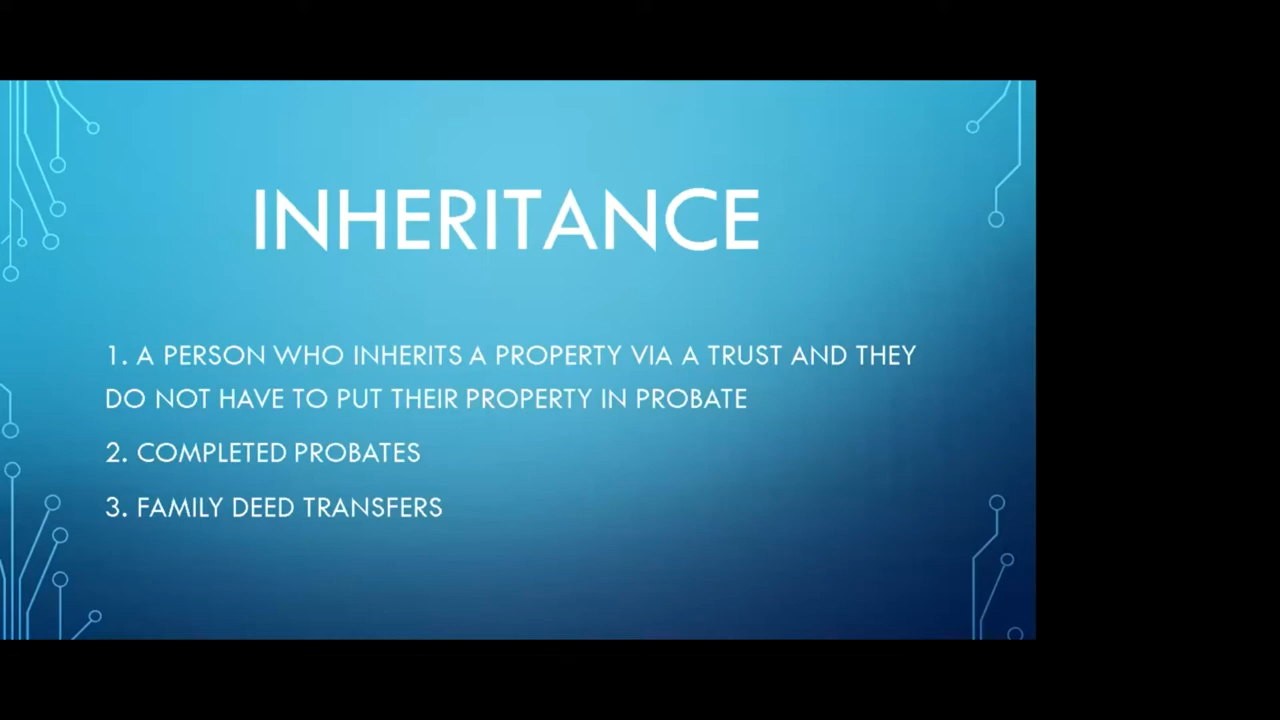 INHERITANCE
1. A PERSON WHO INHERITS A PROPERTY VIA A TRUST AND THEY
DO NOT HAVE TO PUT THEIR PROPERTY IN PROBATE
2. COMPLETED PROBATES
3. FAMILY DEED TRANSFERS